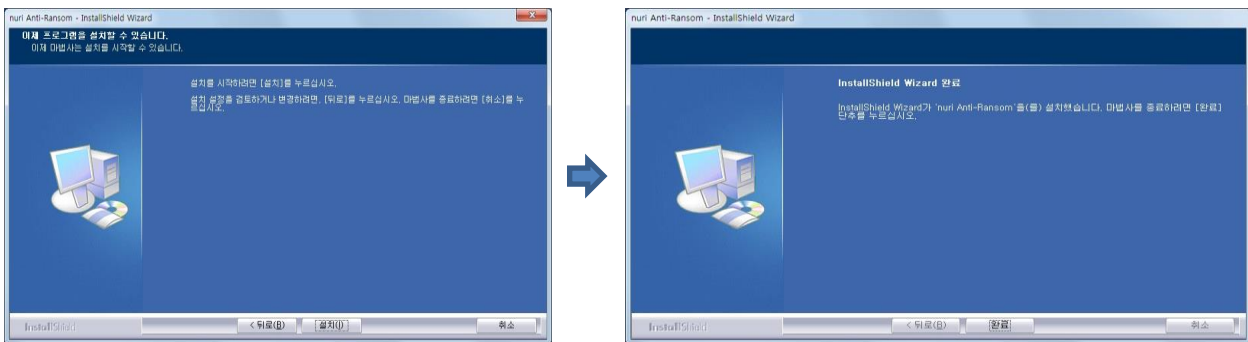 nuri Anti-Ransom - InstallShield Wizard
이제 프로그램을 설치할 수 있습니다.
이제 마법사는 설치를 시작할 수 있습니다.
설치를 시작하려면 [설치]를 누르십시오.
설치 설정을 검토하거나 변경하려면, [뒤로]를 누르십시오. 마법사를 종료하려면 [취소]를 누
르십시오.
InstallShield
< 뒤로(B)
설치(I)
취소
nuri Anti-Ransom - InstallShield Wizard
InstallShield Wizard 완료
InstallShield Wizard가 'nuri Anti-Ransom'을(를) 설치했습니다. 마법사를 종료하려면 [완료]
단추를 누르십시오.
InstallShield
< 뒤로(B)
완료
취소